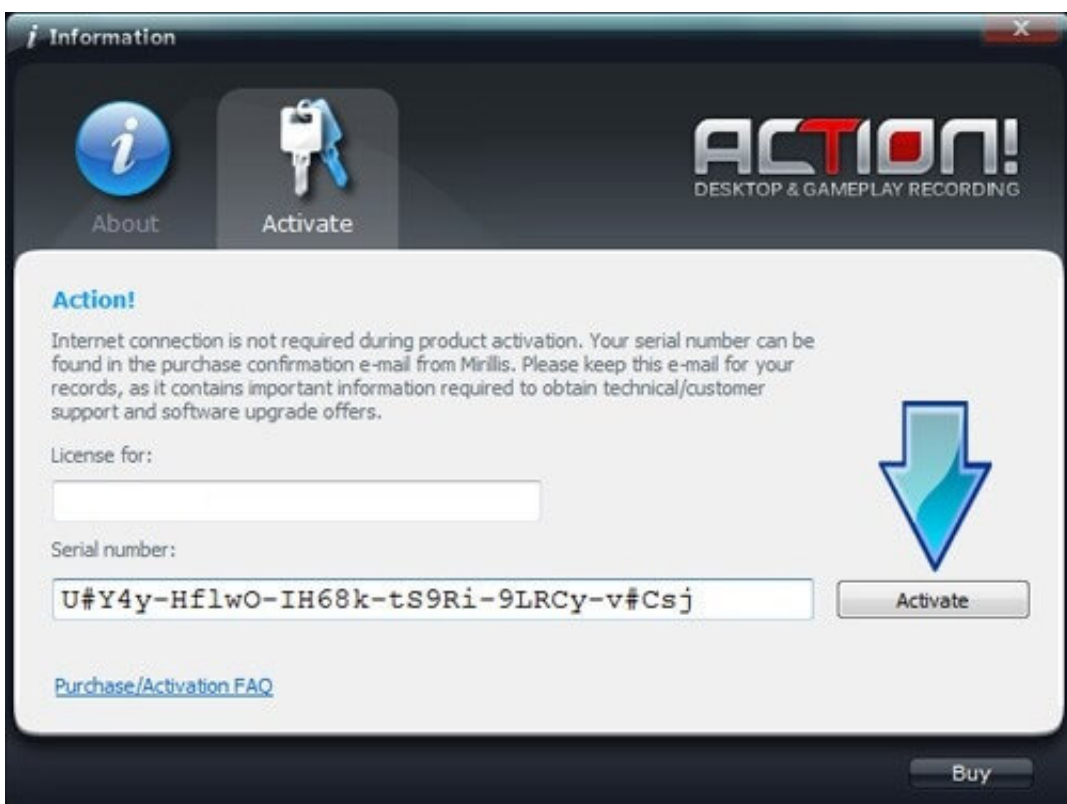 Information
X
ACTION!
DESKTOP & GAMEPLAY RECORDING
About
Activate
Action!
Internet connection is not required during product activation. Your serial number can be
found in the purchase confirmation e-mail from Mirillis. Please keep this e-mail for your
records, as it contains important information required to obtain technical/customer
support and software upgrade offers.
License for:
Serial number:
U#Y4y-HflwO-IH68k-tS9Ri-9LRCy-v#Csj
Activate
Purchase/Activation FAQ
Buy